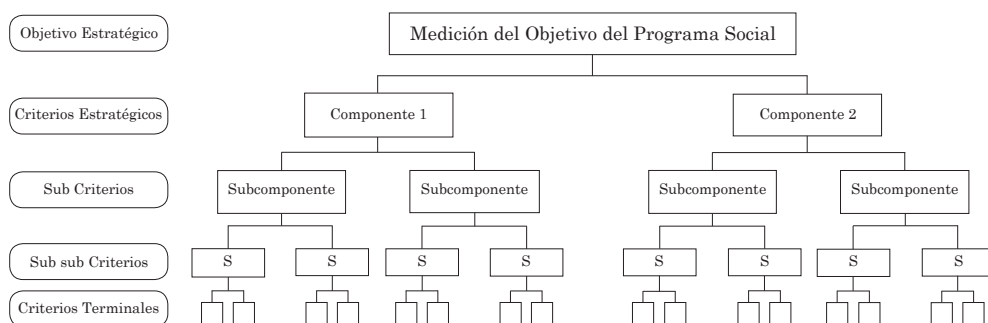 Objetivo Estratégico
Medición del Objetivo del Programa Social
Criterios Estratégicos
Componente 1
Componente 2
Sub Criterios
Subcomponente
Subcomponente
Subcomponente
Subcomponente
Sub sub Criterios
S
S
S
S
S
S
S
S
Criterios Terminales